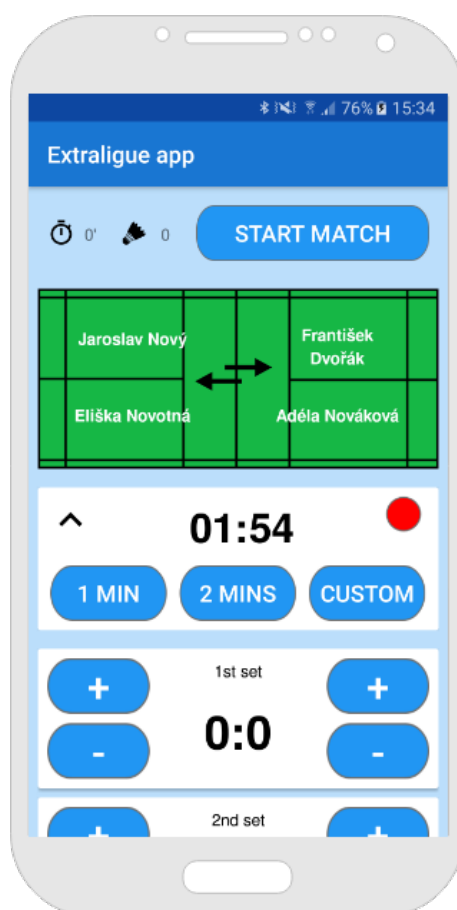 76% 15:34
Extraligue app
0' 0 START MATCH
Jaroslav Nový
František
Dvořák
Eliška Novotná
Adéla Nováková
01:54
1 MIN 2 MINS CUSTOM
1st set
+ +
0:0
- -
2nd set
+ +